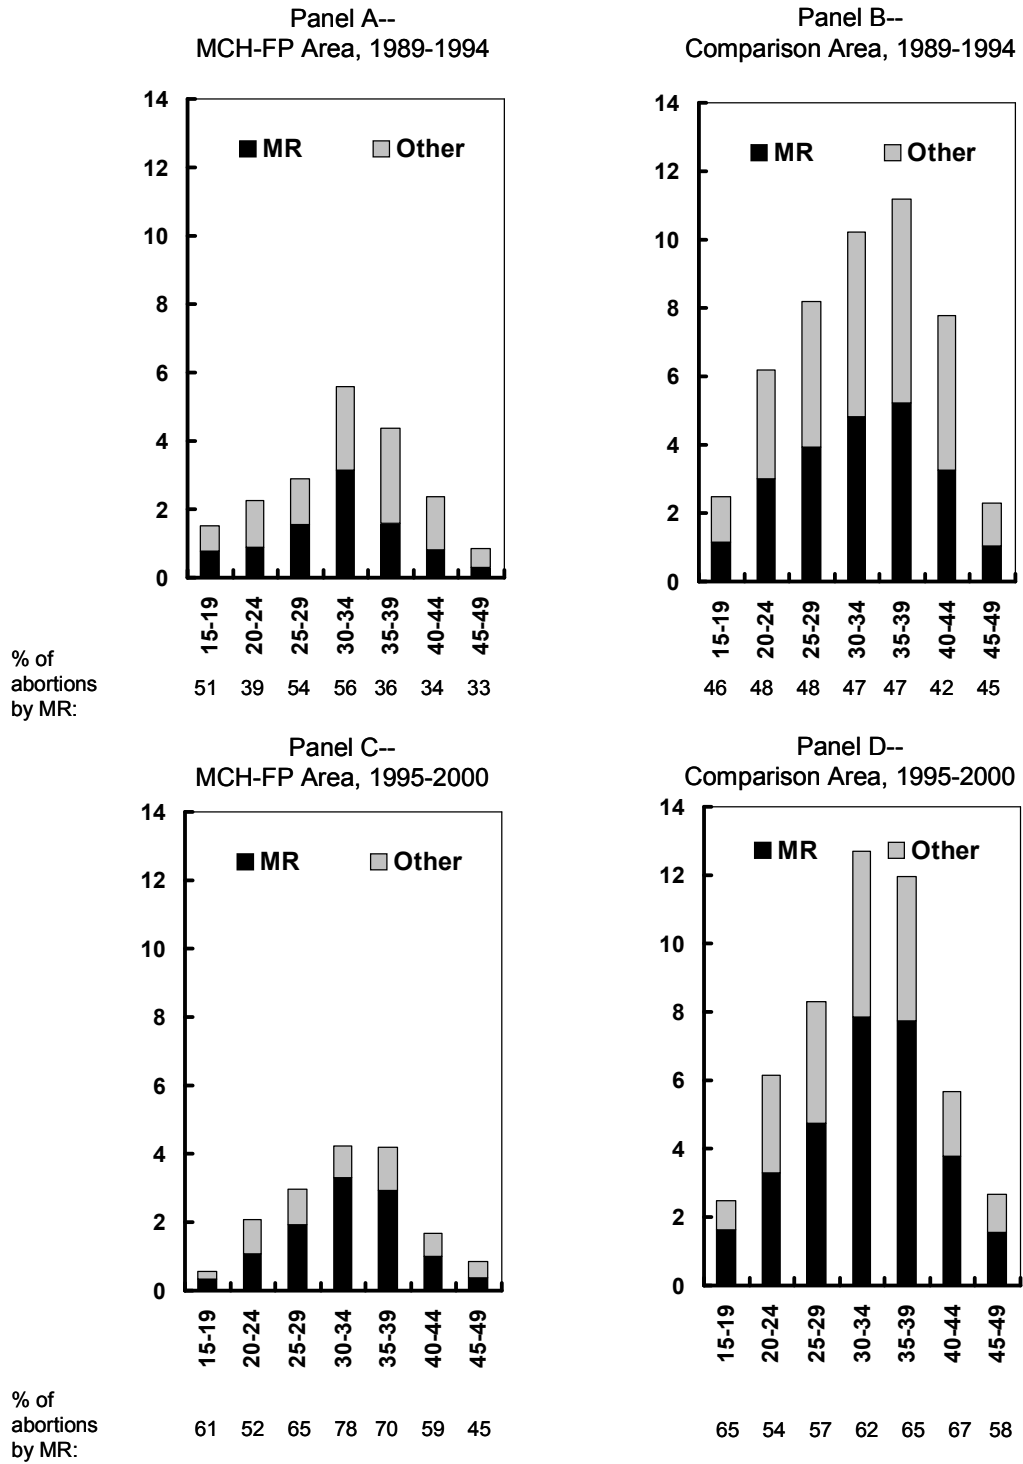 Panel A--
MCH-FP Area, 1989-1994
14
12
10
8
6
4
2
0
MR
Other
15-19
20-24
25-29
30-34
35-39
40-44
45-49
% of
abortions
by MR:
51 39 54 56 36 34 33
Panel B--
Comparison Area, 1989-1994
14
12
10
8
6
4
2
0
MR
Other
15-19
20-24
25-29
30-34
35-39
40-44
45-49
46 48 48 47 47 42 45
Panel C--
MCH-FP Area, 1995-2000
14
12
10
8
6
4
2
0
MR
Other
15-19
20-24
25-29
30-34
35-39
40-44
45-49
% of
abortions
by MR:
61 52 65 78 70 59 45
Panel D--
Comparison Area, 1995-2000
14
12
10
8
6
4
2
0
MR
Other
15-19
20-24
25-29
30-34
35-39
40-44
45-49
65 54 57 62 65 67 58